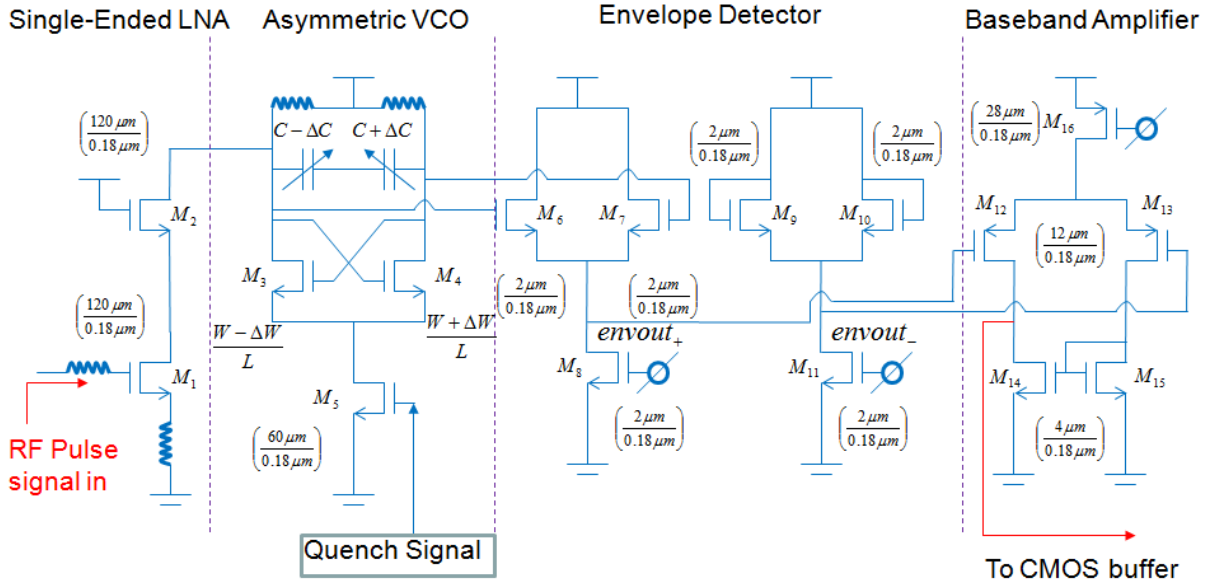 Single-Ended LNA
Asymmetric VCO
Envelope Detector
Baseband Amplifier
(120 µm / 0.18 µm)
M2
(120 µm / 0.18 µm)
M1
RF Pulse
signal in
C−ΔC
C+ΔC
M3
M4
W−ΔW / L
W+ΔW / L
M5
(60 µm / 0.18 µm)
Quench Signal
M6
M7
(2 µm / 0.18 µm)
(2 µm / 0.18 µm)
envout+
M8
(2 µm / 0.18 µm)
(2 µm / 0.18 µm)
(2 µm / 0.18 µm)
M9
M10
envout−
M11
(2 µm / 0.18 µm)
(28 µm / 0.18 µm)
M16
M12
M13
(12 µm / 0.18 µm)
M14
M15
(4 µm / 0.18 µm)
To CMOS buffer